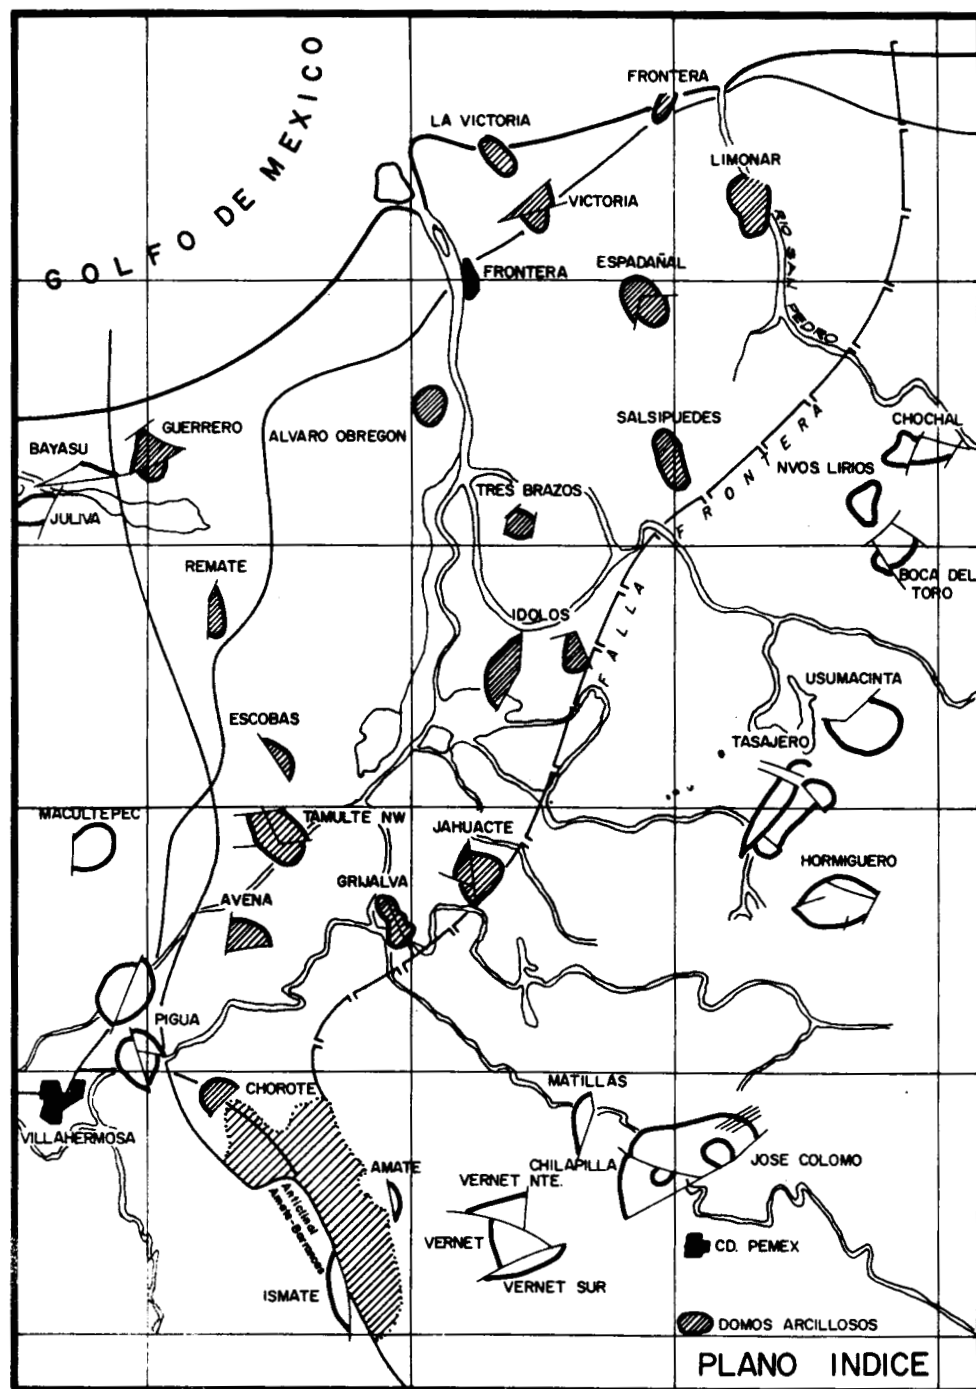 GOLFO DE MEXICO
FRONTERA
LA VICTORIA
LIMONAR
VICTORIA
RIO SAN PEDRO
ESPADAÑAL
FRONTERA
GUERRERO
ALVARO OBREGON
SALSIPUEDES
CHOCHAL
BAYASU
NVOS. LIRIOS
TRES BRAZOS
JULIVA
FALLA FRONTERA
REMATE
BOCA DEL
TORO
IDOLOS
USUMACINTA
ESCOBAS
TASAJERO
MACULTEPEC
TAMULTE NW
JAHUACTE
HORMIGUERO
GRIJALVA
AVENA
PIGUA
MATILLAS
CHOROTE
VILLAHERMOSA
JOSE COLOMO
CHILAPILLA
AMATE
VERNET NTE.
Anticlinal
Amate-Barrancas
VERNET
CD. PEMEX
VERNET SUR
ISMATE
DOMOS ARCILLOSOS
PLANO INDICE